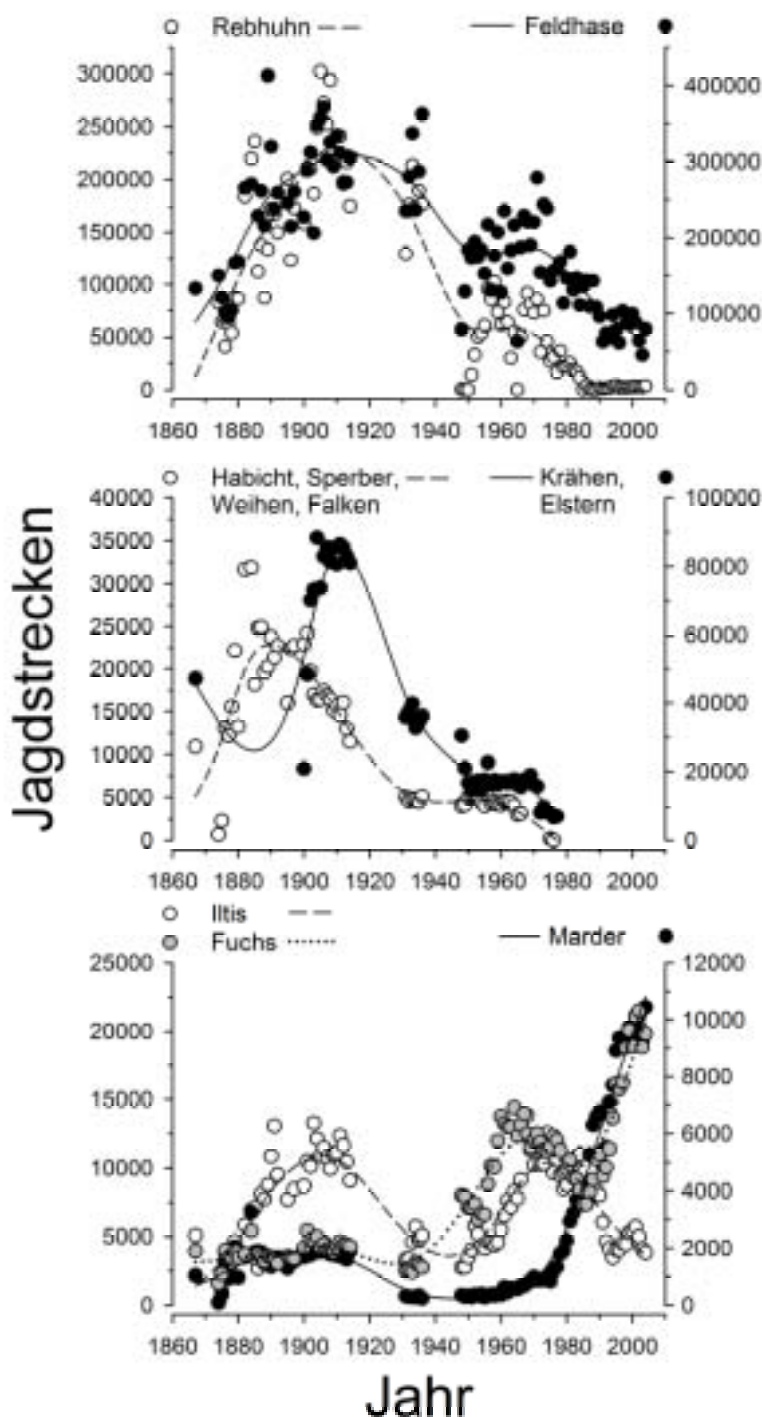 Rebhuhn Feldhase
300000 400000
250000
200000 300000
150000 200000
100000
50000 100000
0 0
1860 1880 1900 1920 1940 1960 1980 2000
Habicht, Sperber, Krähen,
Weihen, Falken Elstern
40000 100000
35000
30000 80000
25000
20000 60000
15000 40000
10000
5000 20000
0 0
1860 1880 1900 1920 1940 1960 1980 2000
Jagdstrecken
Iltis
Fuchs Marder
25000 12000
20000 10000
15000 8000
10000 6000
4000
5000 2000
0 0
1860 1880 1900 1920 1940 1960 1980 2000
Jahr